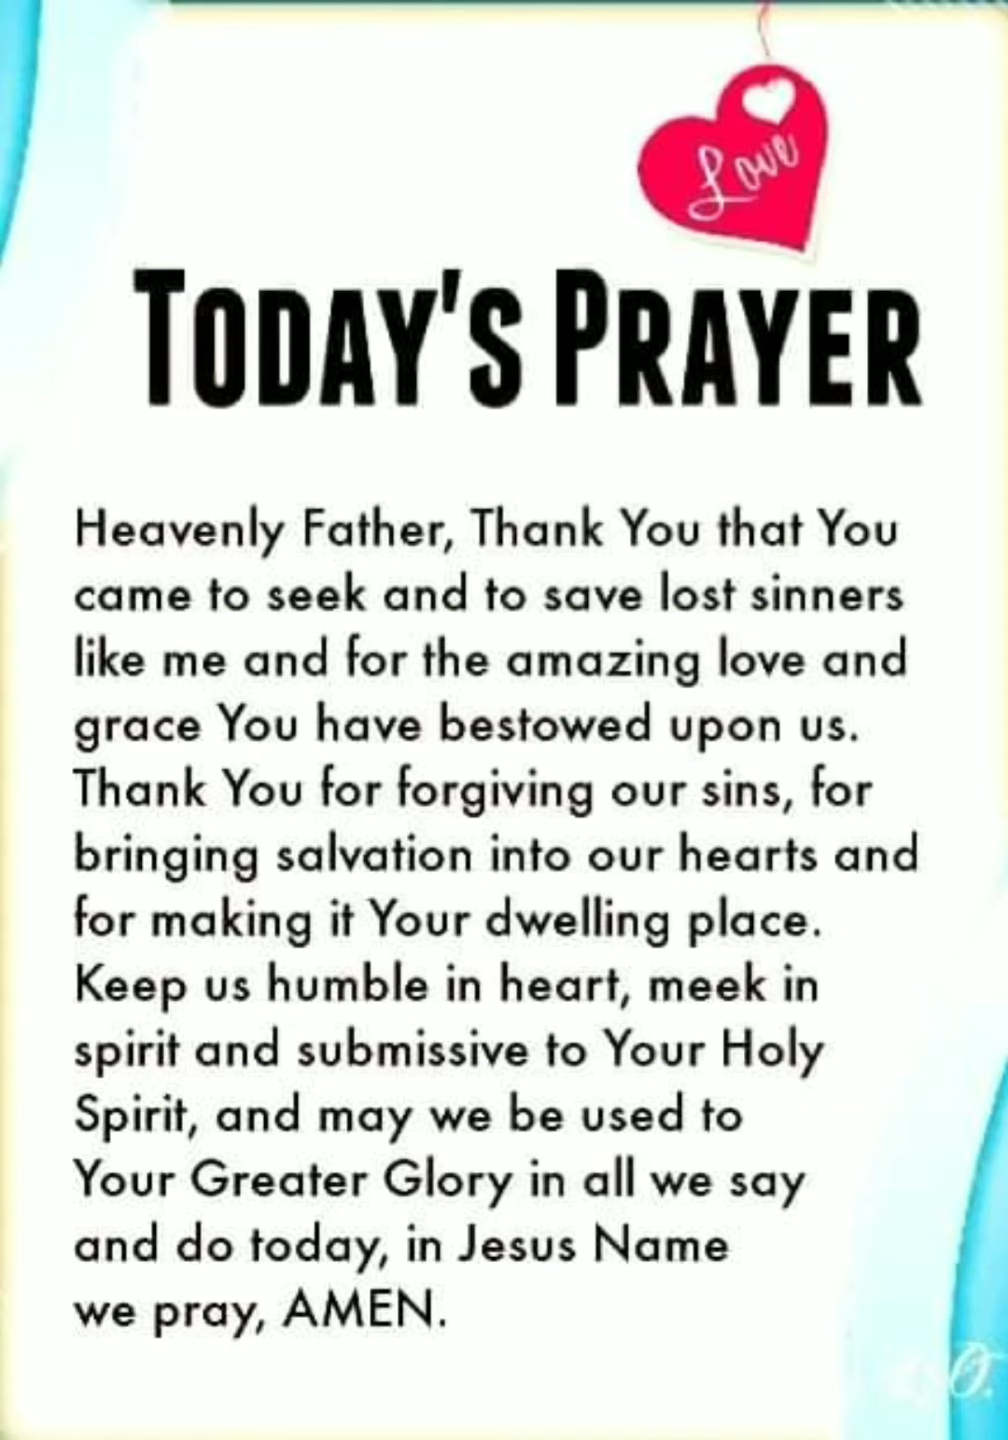 Love
TODAY'S PRAYER
Heavenly Father, Thank You that You
came to seek and to save lost sinners
like me and for the amazing love and
grace You have bestowed upon us.
Thank You for forgiving our sins, for
bringing salvation into our hearts and
for making it Your dwelling place.
Keep us humble in heart, meek in
spirit and submissive to Your Holy
Spirit, and may we be used to
Your Greater Glory in all we say
and do today, in Jesus Name
we pray, AMEN.